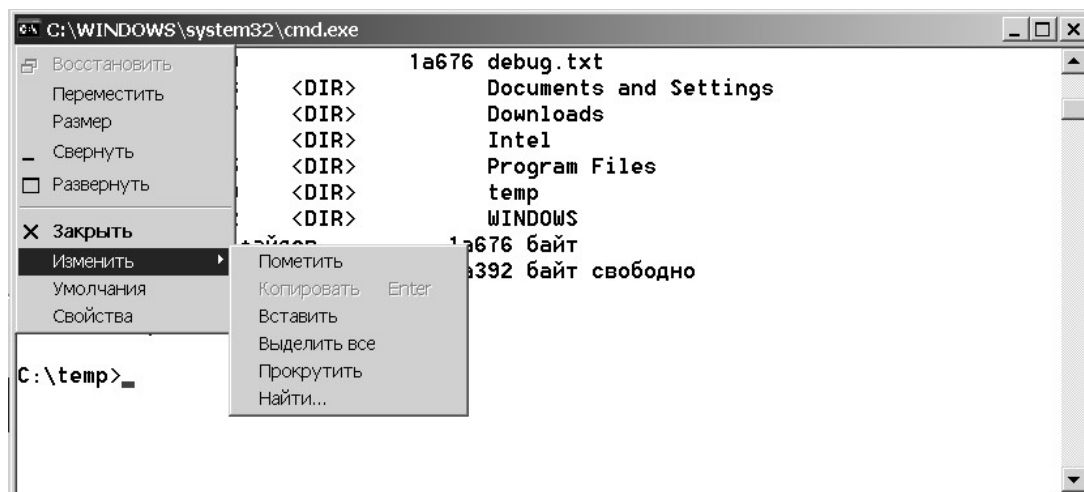 C:\WINDOWS\system32\cmd.exe
Восстановить
Переместить
Размер
Свернуть
Развернуть
Закрыть
Изменить
Умолчания
Свойства
Пометить
Копировать Enter
Вставить
Выделить все
Прокрутить
Найти...
1a676 debug.txt
<DIR> Documents and Settings
<DIR> Downloads
<DIR> Intel
<DIR> Program Files
<DIR> temp
<DIR> WINDOWS
1a676 байт
a392 байт свободно
C:\temp>_